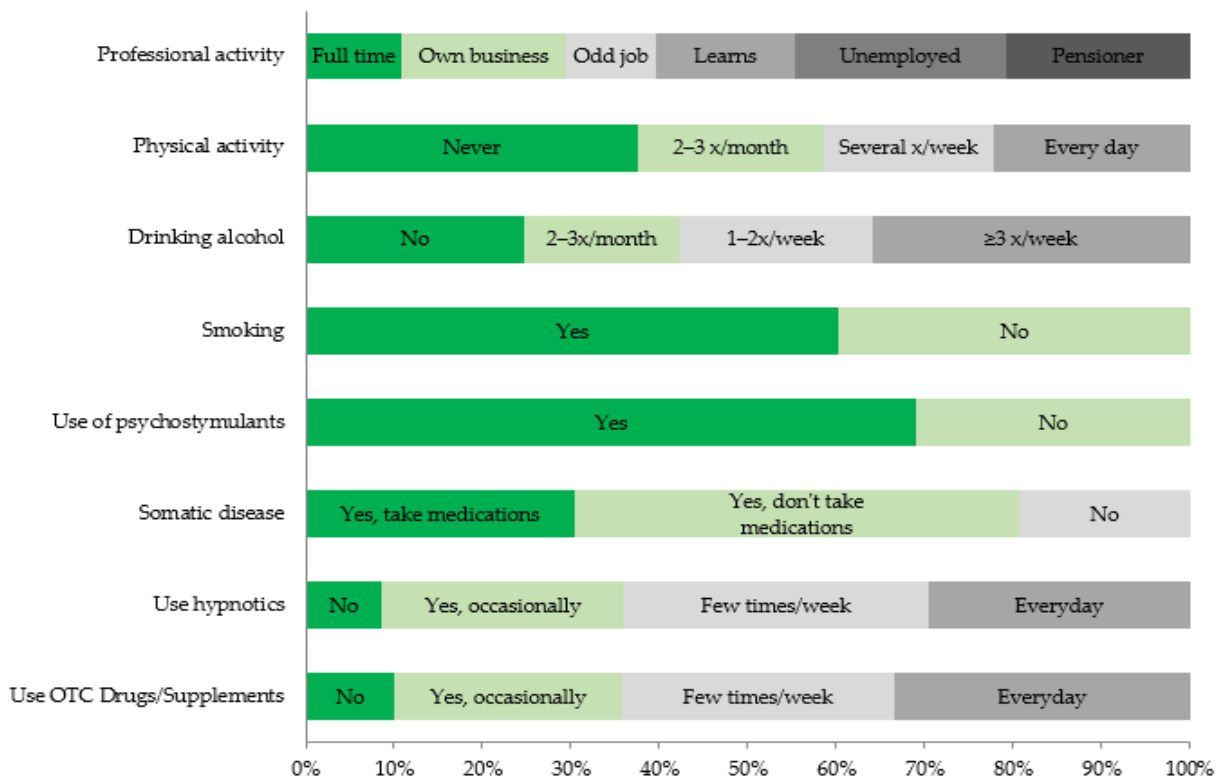 Professional activity Full time Own business Odd job Learns Unemployed Pensioner
Physical activity Never 2–3 x/month Several x/week Every day
Drinking alcohol No 2–3x/month 1–2x/week ≥3 x/week
Smoking Yes No
Use of psychostymulants Yes No
Somatic disease Yes, take medications Yes, don't take
medications No
Use hypnotics No Yes, occasionally Few times/week Everyday
Use OTC Drugs/Supplements No Yes, occasionally Few times/week Everyday
0% 10% 20% 30% 40% 50% 60% 70% 80% 90% 100%